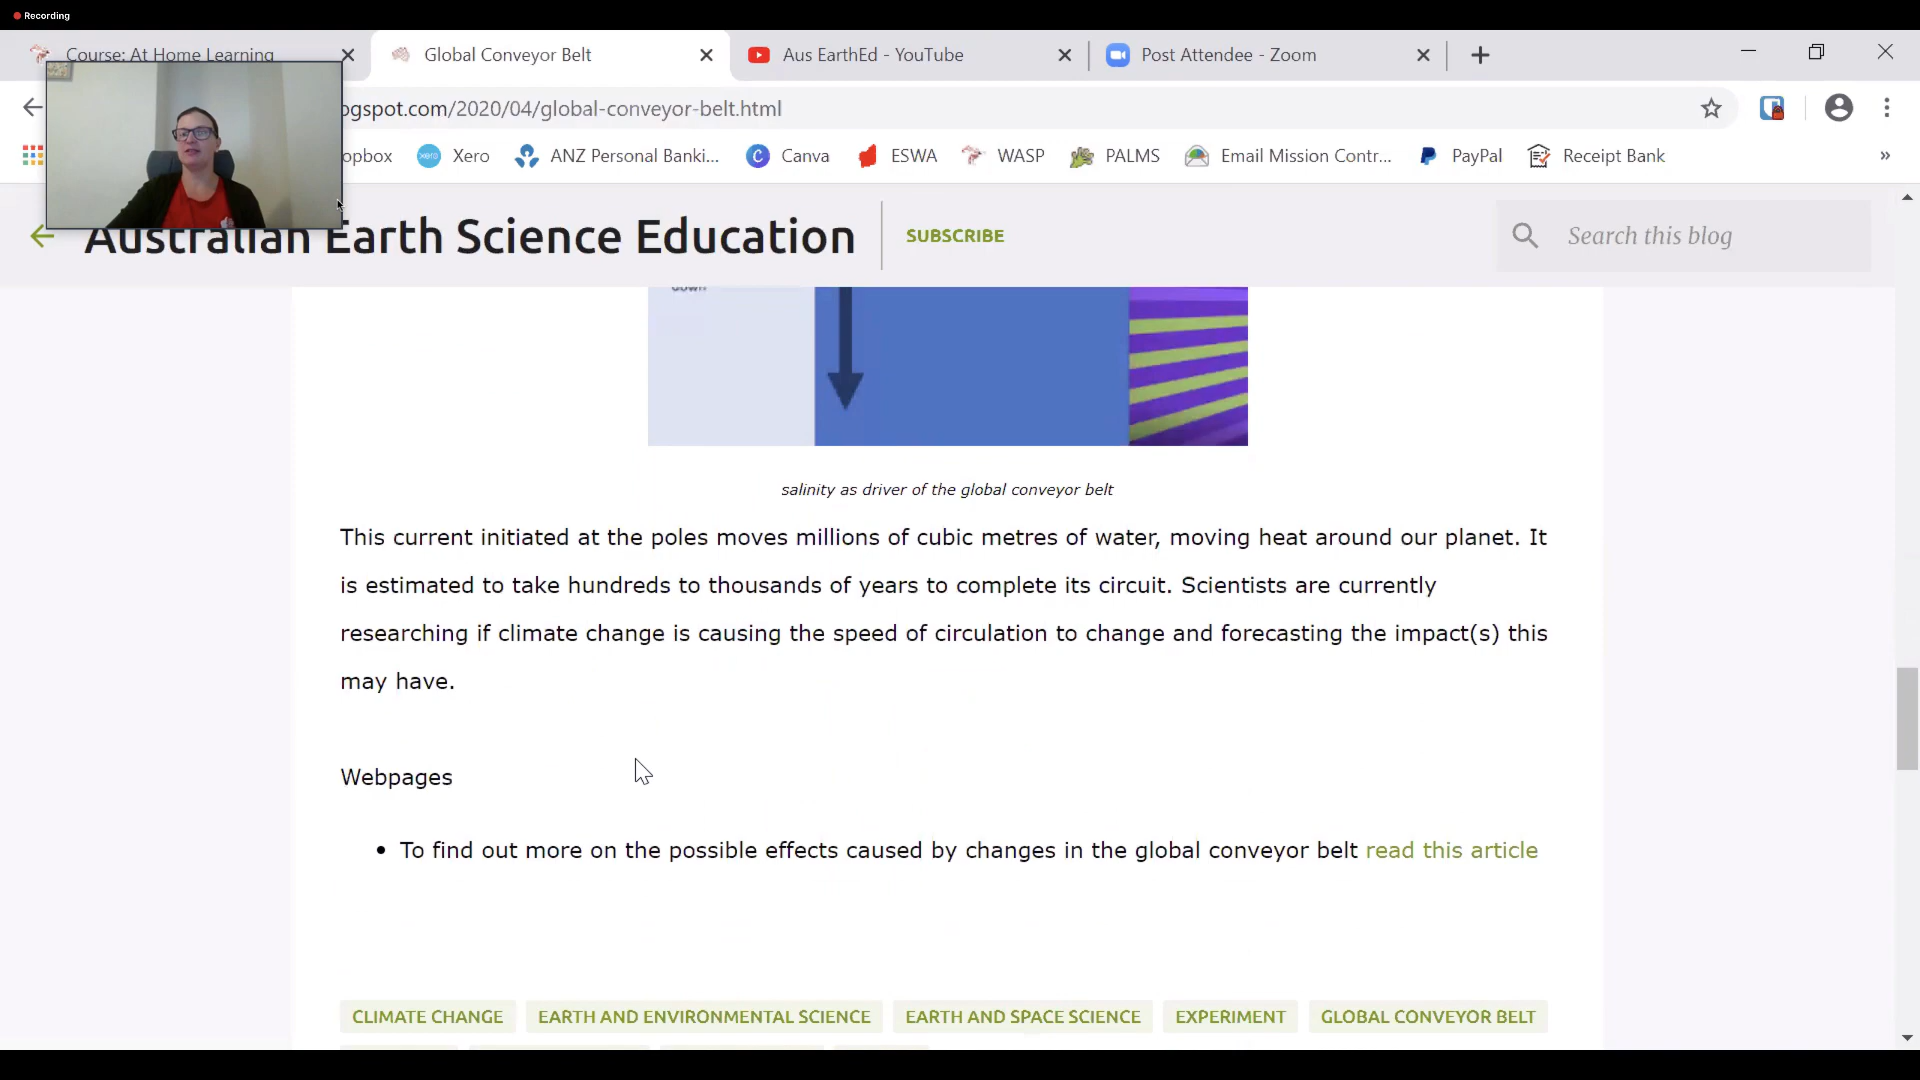 Recording
Course: At Home Learning
Global Conveyor Belt
Aus EarthEd - YouTube
Post Attendee - Zoom
ogspot.com/2020/04/global-conveyor-belt.html
opbox
xero Xero
ANZ Personal Banki...
C Canva
ESWA
WASP
PALMS
Email Mission Contr...
PayPal
Receipt Bank
»
Australian Earth Science Education
SUBSCRIBE
Search this blog
down
salinity as driver of the global conveyor belt
This current initiated at the poles moves millions of cubic metres of water, moving heat around our planet. It
is estimated to take hundreds to thousands of years to complete its circuit. Scientists are currently
researching if climate change is causing the speed of circulation to change and forecasting the impact(s) this
may have.
Webpages
• To find out more on the possible effects caused by changes in the global conveyor belt read this article
CLIMATE CHANGE
EARTH AND ENVIRONMENTAL SCIENCE
EARTH AND SPACE SCIENCE
EXPERIMENT
GLOBAL CONVEYOR BELT